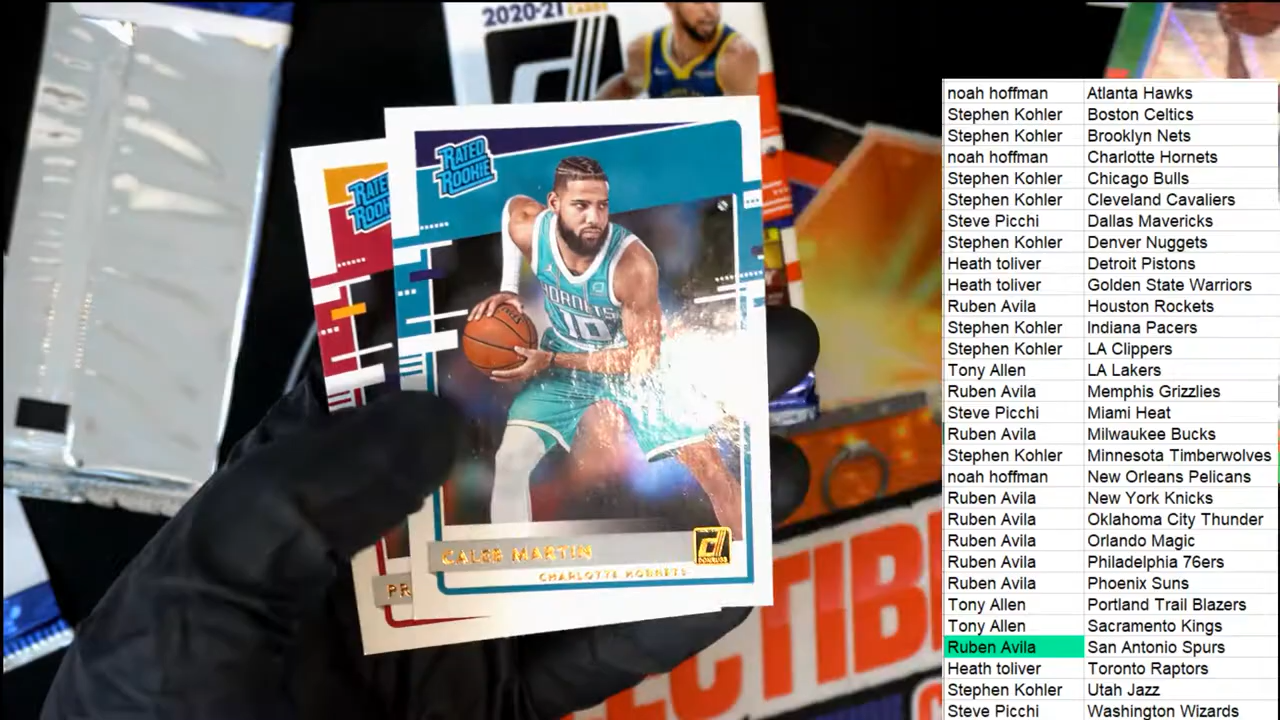 2020-21
CARDS
RATED
ROOKIE
RATED
HORNETS
10
CALEB MARTIN
CHARLOTTE HORNETS
DONRUSS
PR
ECTIBL
noah hoffman Atlanta Hawks
Stephen Kohler Boston Celtics
Stephen Kohler Brooklyn Nets
noah hoffman Charlotte Hornets
Stephen Kohler Chicago Bulls
Stephen Kohler Cleveland Cavaliers
Steve Picchi Dallas Mavericks
Stephen Kohler Denver Nuggets
Heath toliver Detroit Pistons
Heath toliver Golden State Warriors
Ruben Avila Houston Rockets
Stephen Kohler Indiana Pacers
Stephen Kohler LA Clippers
Tony Allen LA Lakers
Ruben Avila Memphis Grizzlies
Steve Picchi Miami Heat
Ruben Avila Milwaukee Bucks
Stephen Kohler Minnesota Timberwolves
noah hoffman New Orleans Pelicans
Ruben Avila New York Knicks
Ruben Avila Oklahoma City Thunder
Ruben Avila Orlando Magic
Ruben Avila Philadelphia 76ers
Ruben Avila Phoenix Suns
Tony Allen Portland Trail Blazers
Tony Allen Sacramento Kings
Ruben Avila San Antonio Spurs
Heath toliver Toronto Raptors
Stephen Kohler Utah Jazz
Steve Picchi Washington Wizards